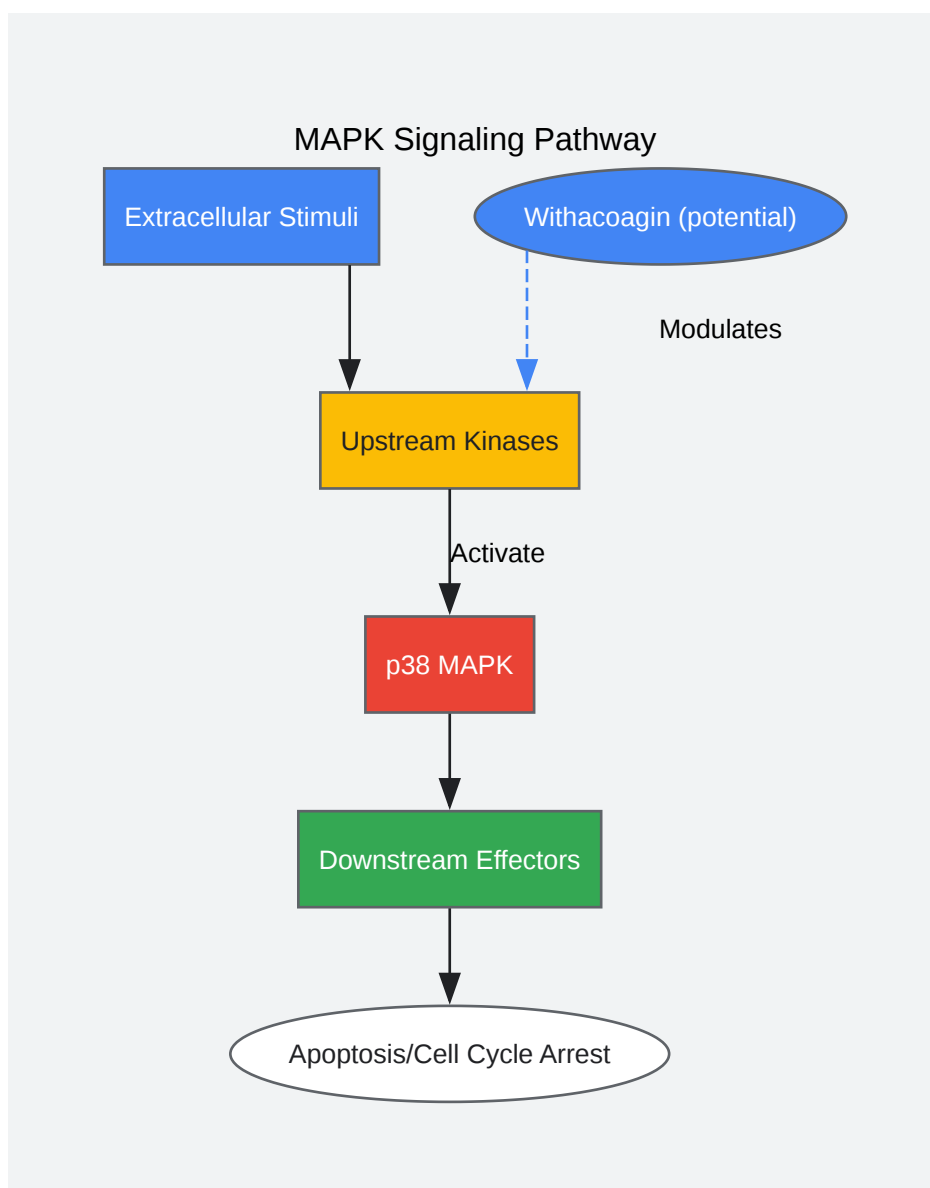 MAPK Signaling Pathway
Extracellular Stimuli
Withacoagin (potential)
Modulates
Upstream Kinases
Activate
p38 MAPK
Downstream Effectors
Apoptosis/Cell Cycle Arrest